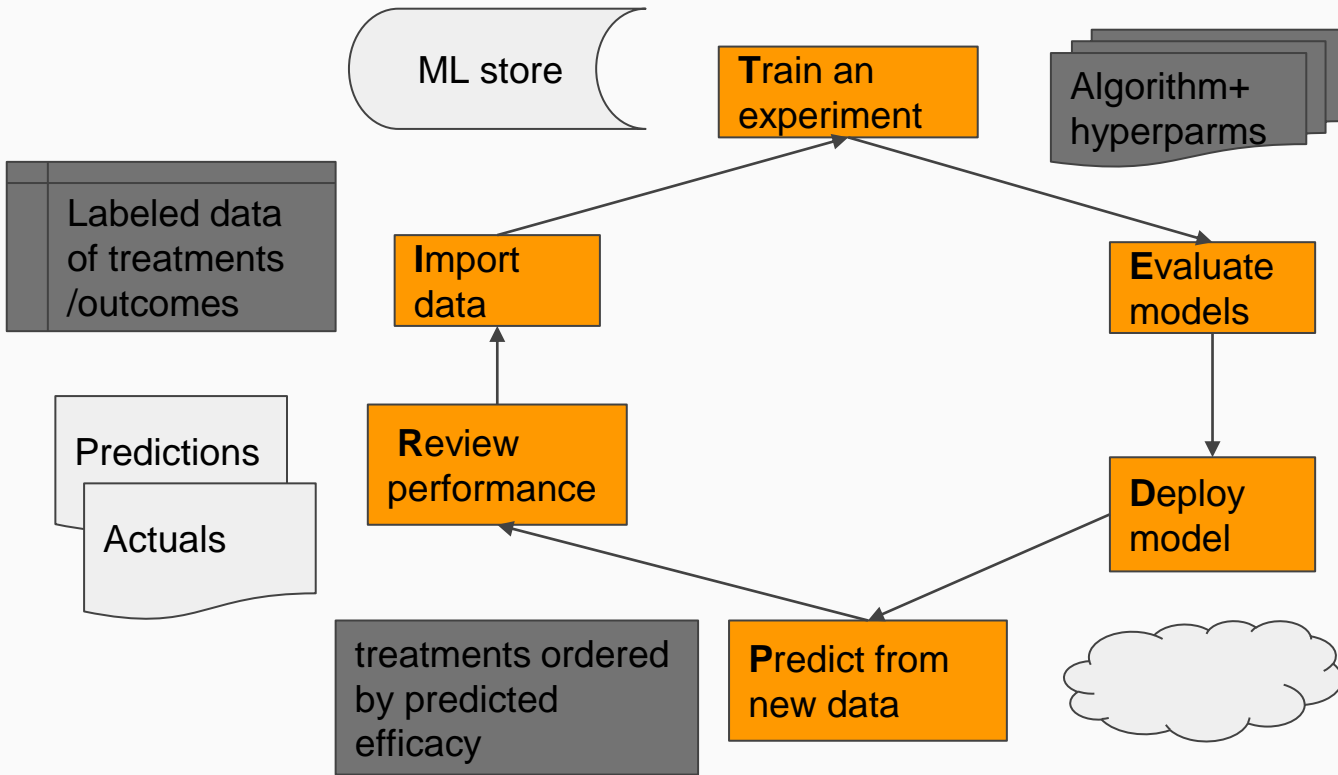 ML store
Train an
experiment
Algorithm+
hyperparms
Labeled data
of treatments
/outcomes
Import
data
Evaluate
models
Predictions
Actuals
Review
performance
Deploy
model
treatments ordered
by predicted
efficacy
Predict from
new data